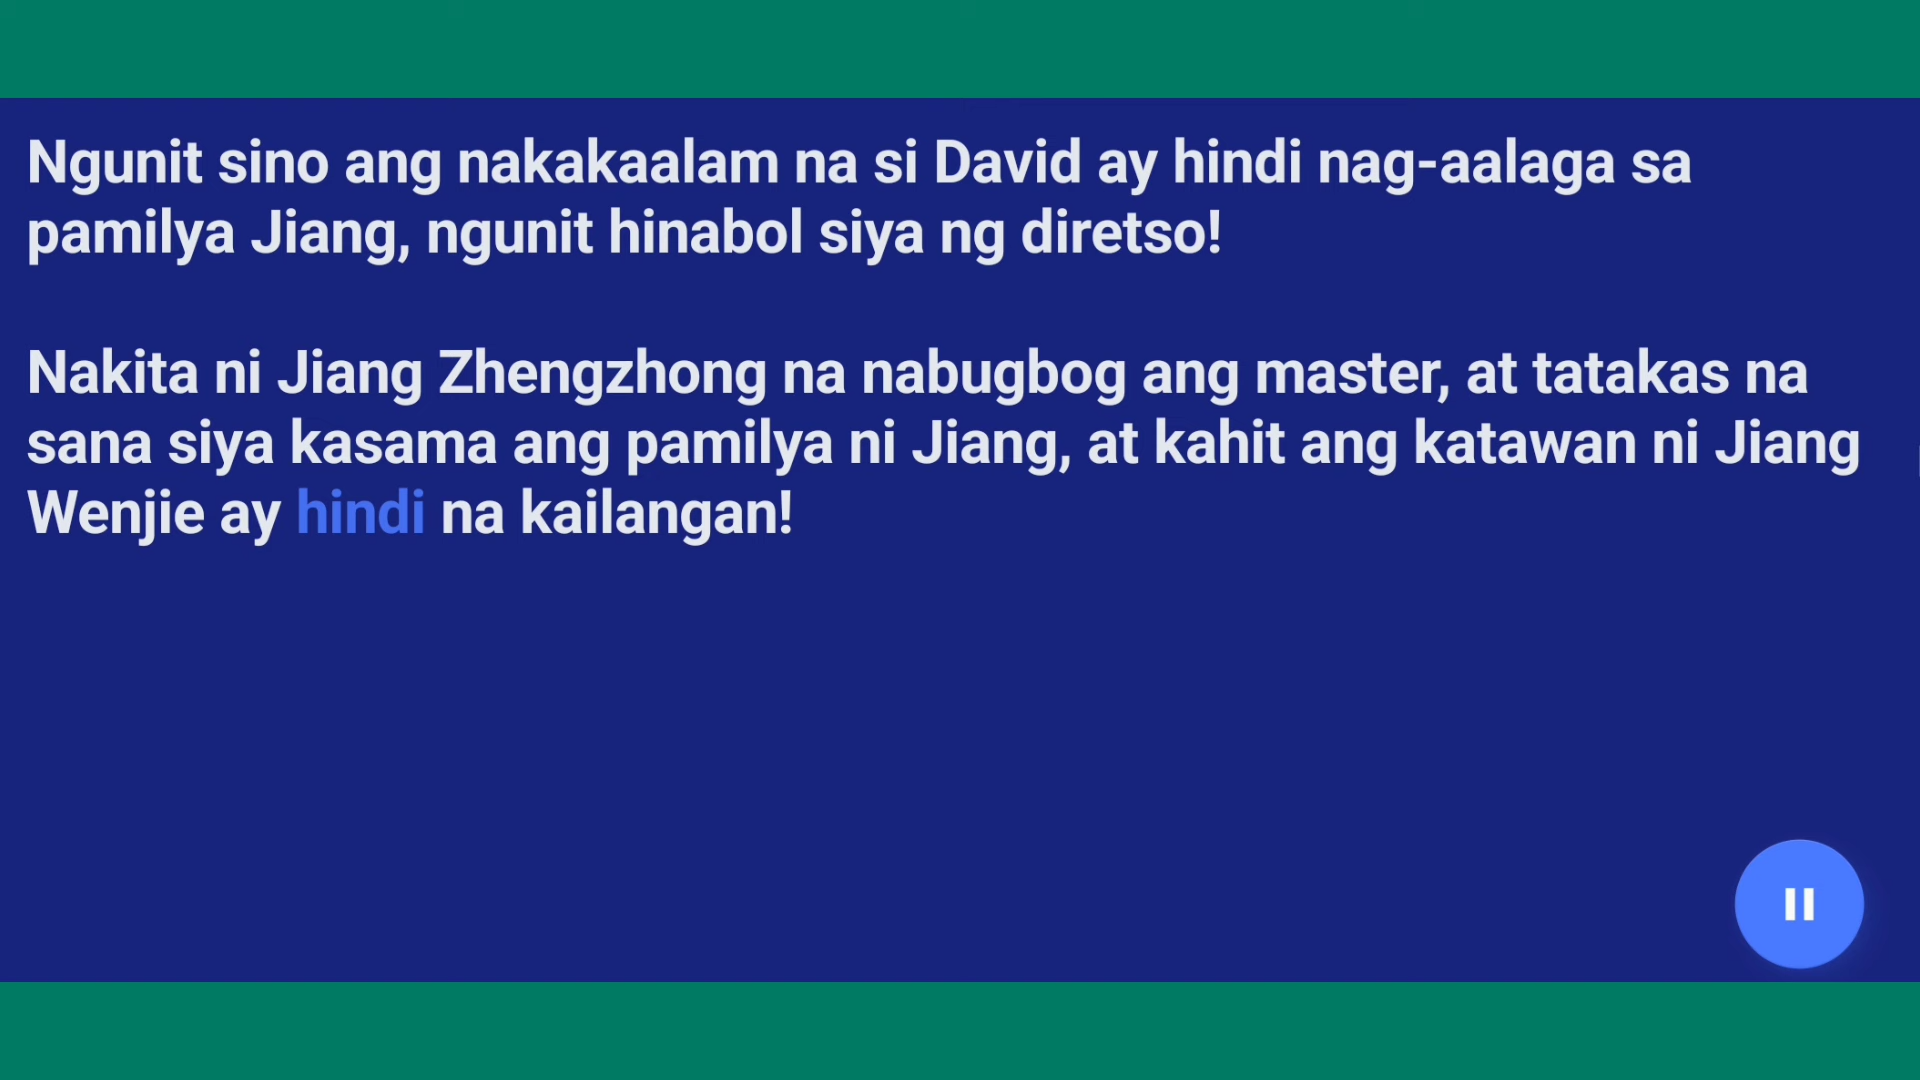 Ngunit sino ang nakakaalam na si David ay hindi nag-aalaga sa
pamilya Jiang, ngunit hinabol siya ng diretso!
Nakita ni Jiang Zhengzhong na nabugbog ang master, at tatakas na
sana siya kasama ang pamilya ni Jiang, at kahit ang katawan ni Jiang
Wenjie ay hindi na kailangan!